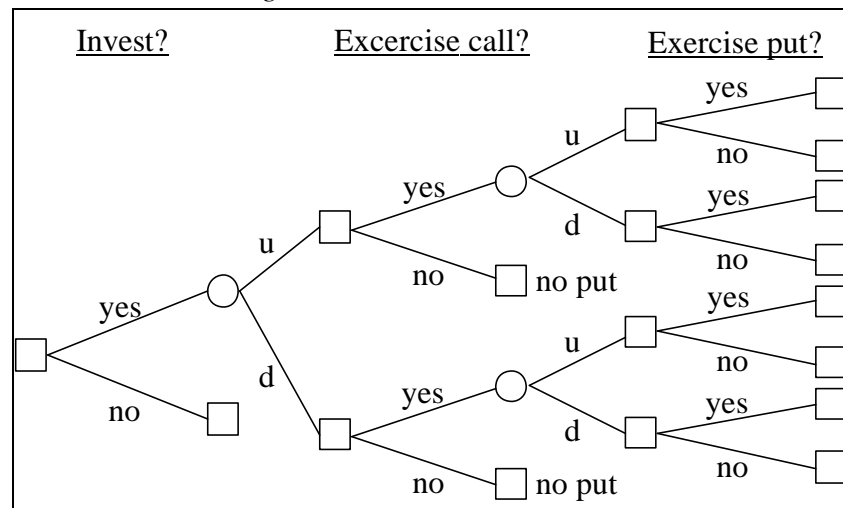 Invest? Excercise call? Exercise put?
yes
u
no
yes
yes
u
d
no
no no put
yes
yes
u
no
no
d
yes
yes
d
no
no no put